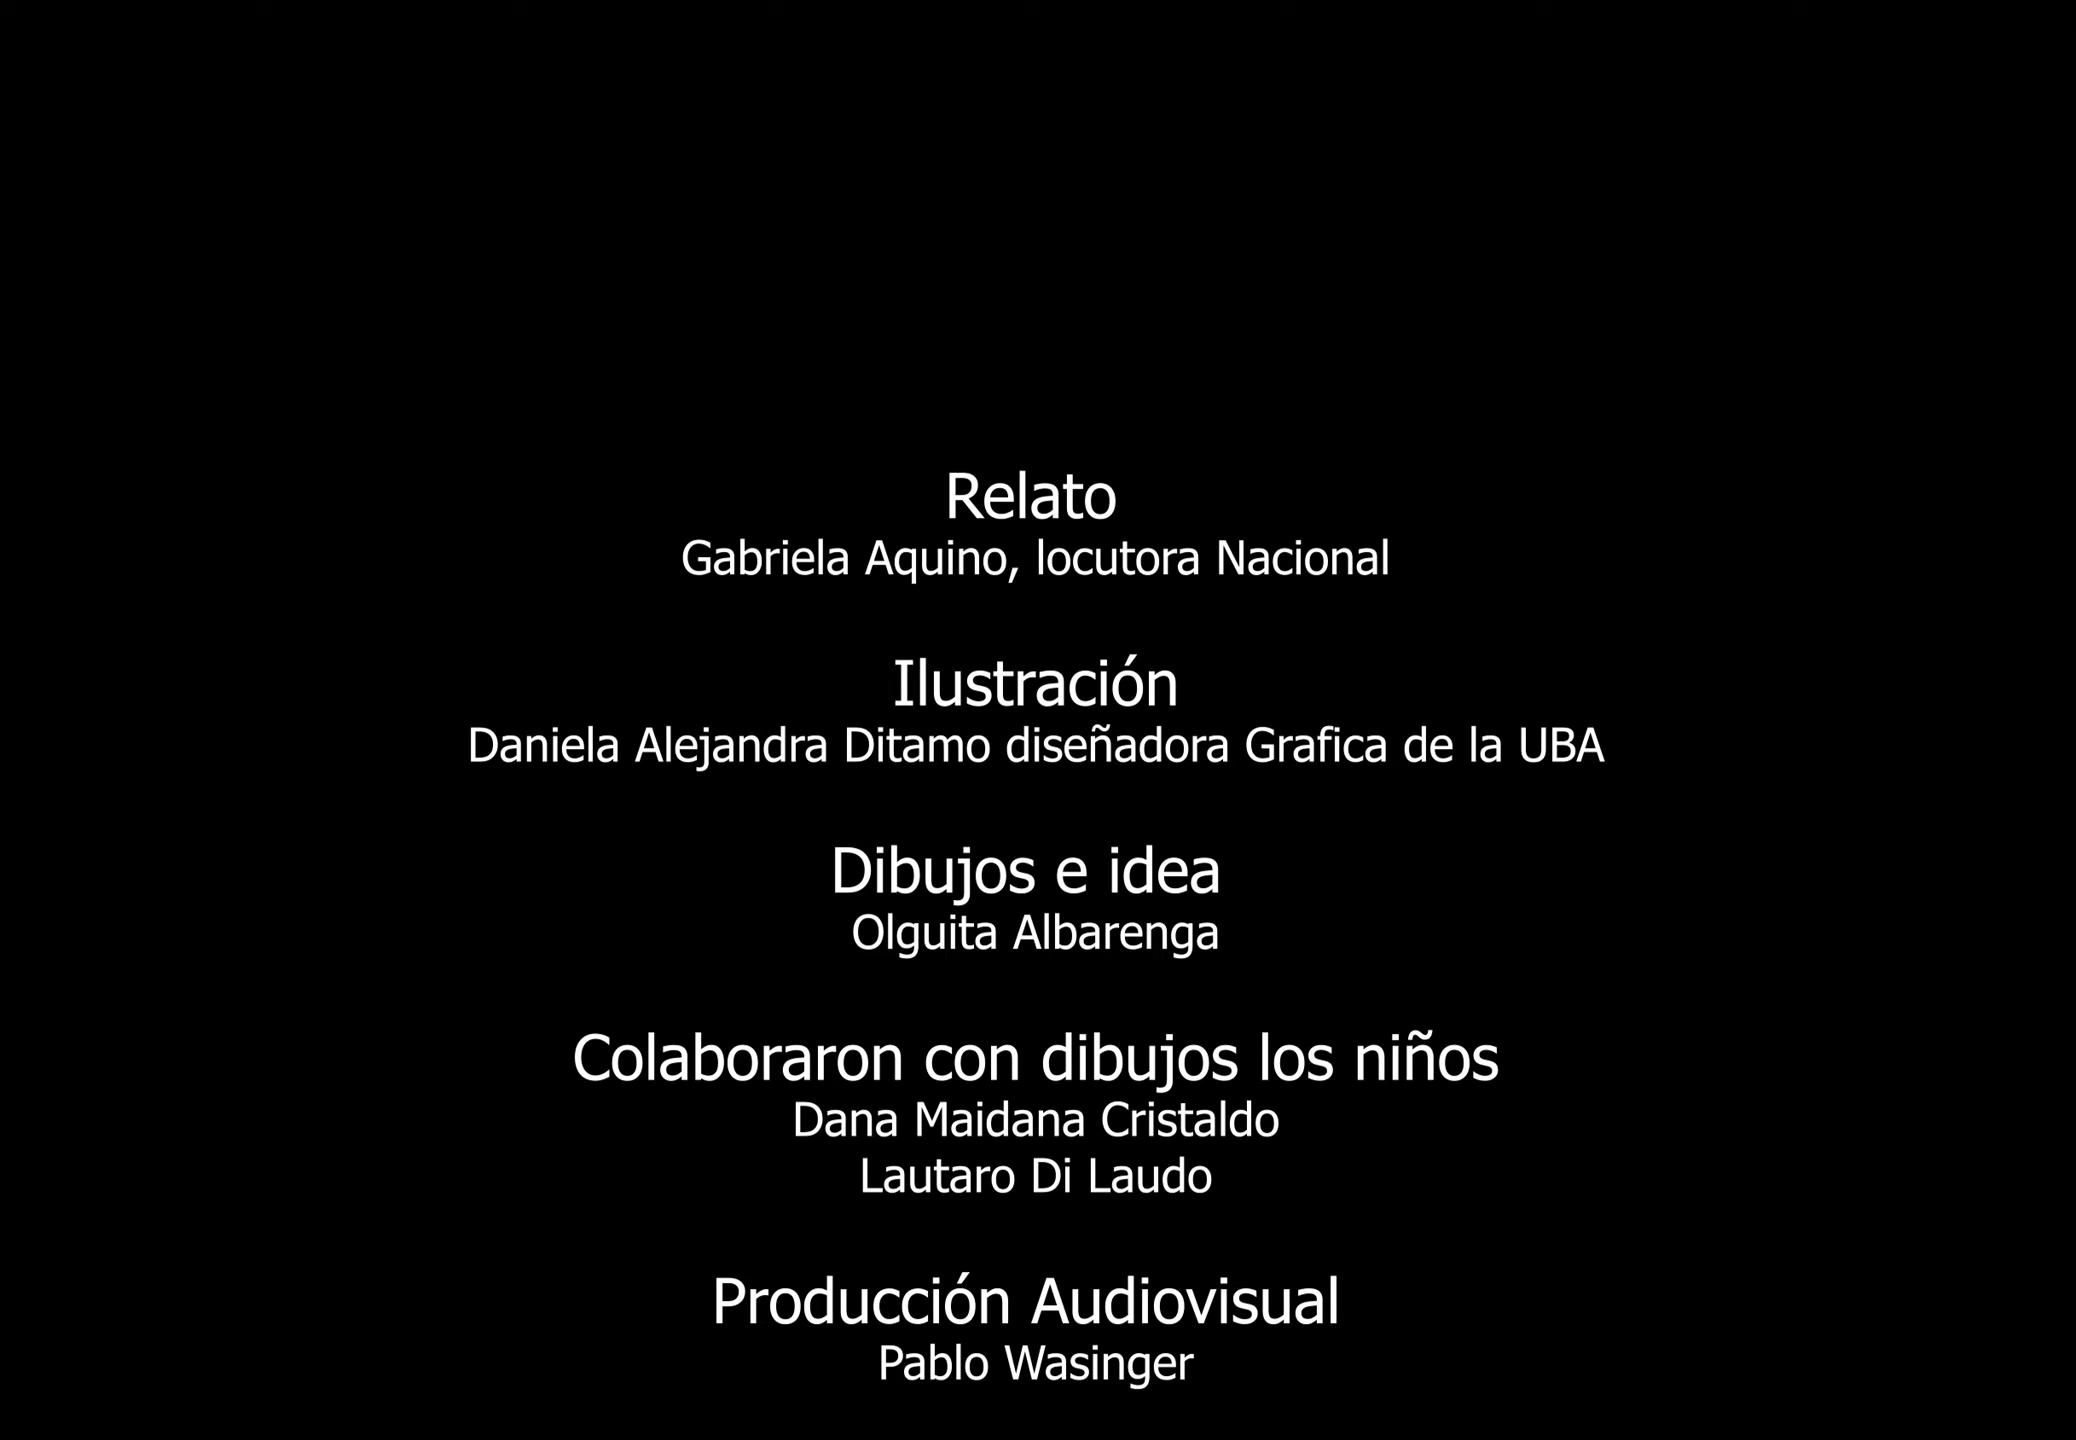 Relato
Gabriela Aquino, locutora Nacional
Ilustración
Daniela Alejandra Ditamo diseñadora Grafica de la UBA
Dibujos e idea
Olguita Albarenga
Colaboraron con dibujos los niños
Dana Maidana Cristaldo
Lautaro Di Laudo
Producción Audiovisual
Pablo Wasinger